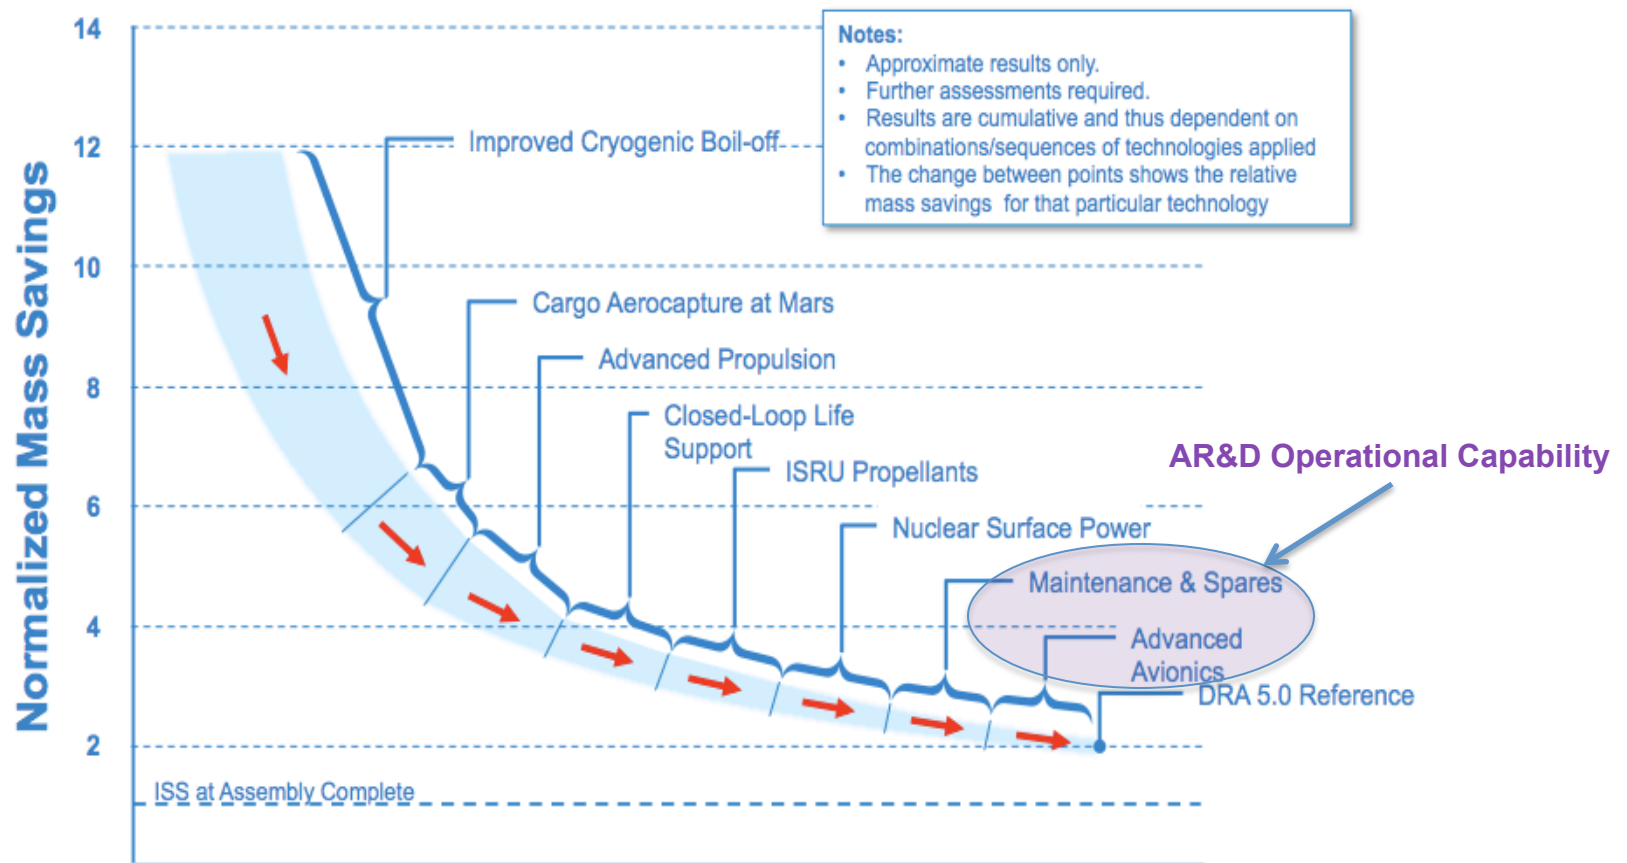 Normalized Mass Savings
14
12
10
8
6
4
2
Notes:
• Approximate results only.
• Further assessments required.
• Results are cumulative and thus dependent on
combinations/sequences of technologies applied
• The change between points shows the relative
mass savings for that particular technology
Improved Cryogenic Boil-off
Cargo Aerocapture at Mars
Advanced Propulsion
Closed-Loop Life
Support
ISRU Propellants
AR&D Operational Capability
Nuclear Surface Power
Maintenance & Spares
Advanced
Avionics
DRA 5.0 Reference
ISS at Assembly Complete